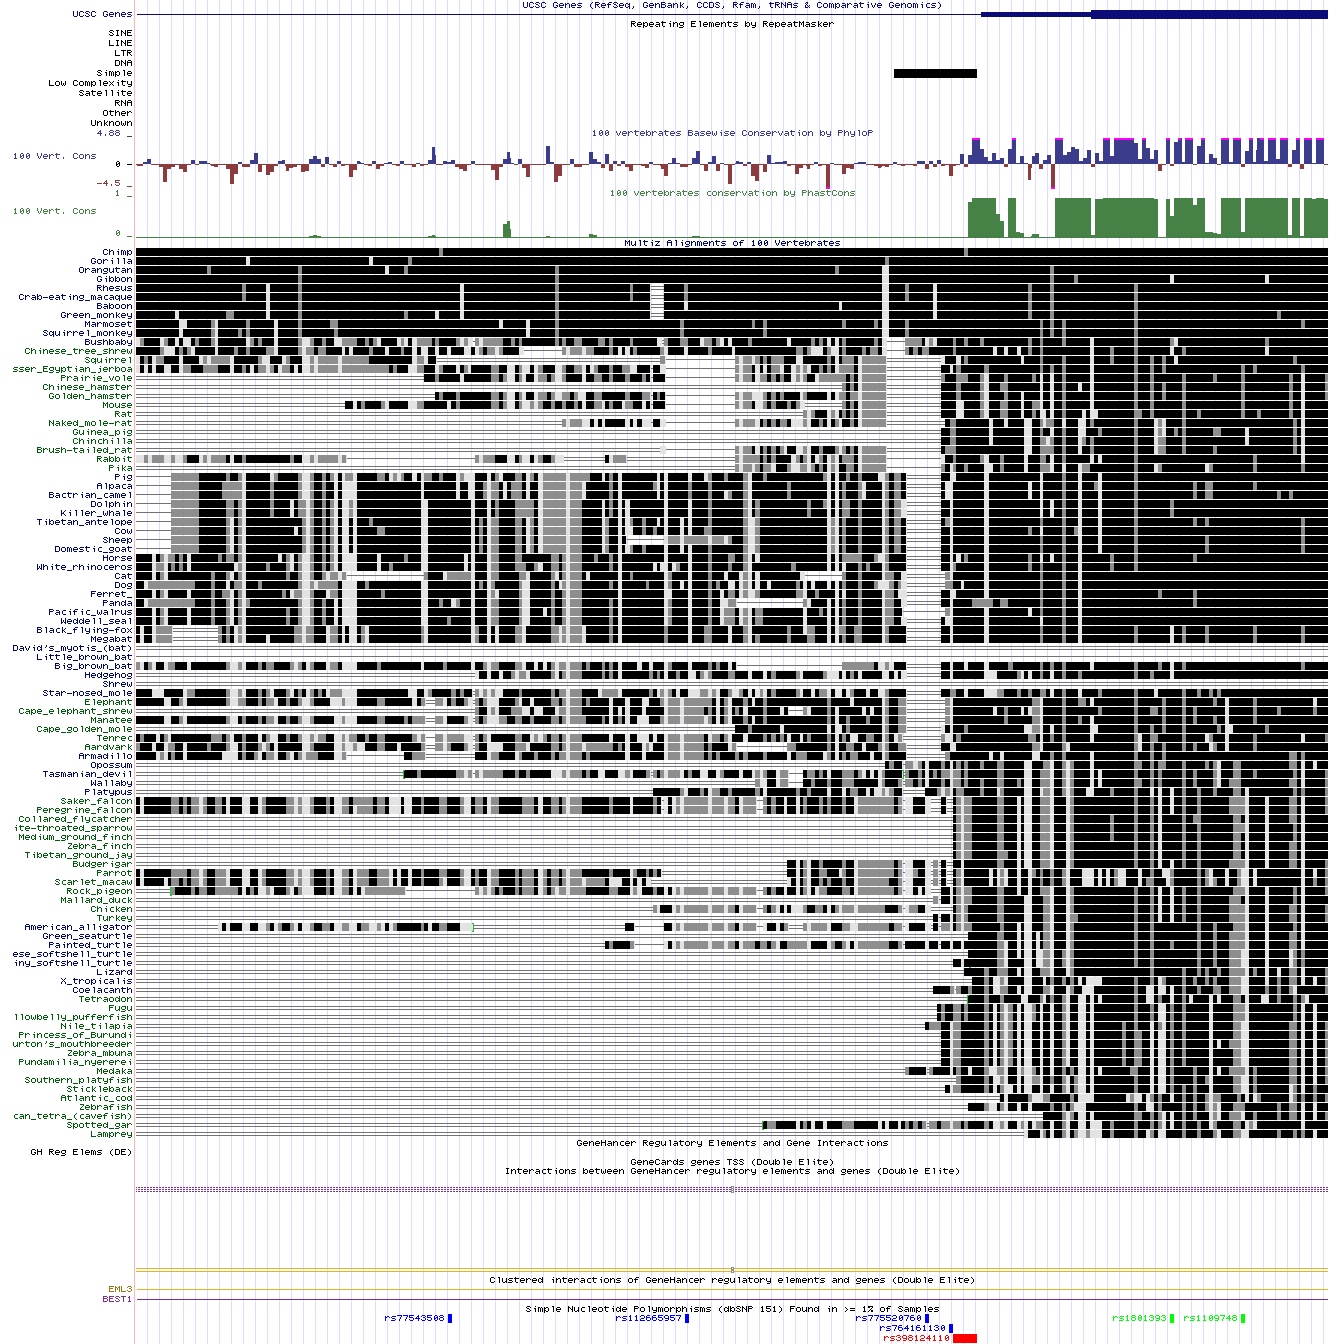 UCSC Genes (RefSeq, GenBank, CCDS, Rfam, tRNAs & Comparative Genomics)
UCSC Genes
Repeating Elements by RepeatMasker
SINE
LINE
LTR
DNA
Simple
Low Complexity
Satellite
RNA
Other
Unknown
4.88 _
100 vertebrates Basewise Conservation by PhyloP
100 Vert. Cons
0 _
-4.5 _
100 vertebrates conservation by PhastCons
1 _
100 Vert. Cons
0 _
Multiz Alignments of 100 Vertebrates
Chimp
Gorilla
Orangutan
Gibbon
Rhesus
Crab-eating_macaque
Baboon
Green_monkey
Marmoset
Squirrel_monkey
Bushbaby
Chinese_tree_shrew
Squirrel
sser_Egyptian_jerboa
Prairie_vole
Chinese_hamster
Golden_hamster
Mouse
Rat
Naked_mole-rat
Guinea_pig
Chinchilla
Brush-tailed_rat
Rabbit
Pika
Pig
Alpaca
Bactrian_camel
Dolphin
Killer_whale
Tibetan_antelope
Cow
Sheep
Domestic_goat
Horse
White_rhinoceros
Cat
Dog
Ferret_
Panda
Pacific_walrus
Weddell_seal
Black_flying-fox
Megabat
David's_myotis_(bat)
Little_brown_bat
Big_brown_bat
Hedgehog
Shrew
Star-nosed_mole
Elephant
Cape_elephant_shrew
Manatee
Cape_golden_mole
Tenrec
Aardvark
Armadillo
Opossum
Tasmanian_devil
Wallaby
Platypus
Saker_falcon
Peregrine_falcon
Collared_flycatcher
ite-throated_sparrow
Medium_ground_finch
Zebra_finch
Tibetan_ground_jay
Budgerigar
Parrot
Scarlet_macaw
Rock_pigeon
Mallard_duck
Chicken
Turkey
American_alligator
Green_seaturtle
Painted_turtle
ese_softshell_turtle
iny_softshell_turtle
Lizard
X_tropicalis
Coelacanth
Tetraodon
Fugu
llowbelly_pufferfish
Nile_tilapia
Princess_of_Burundi
urton's_mouthbreeder
Zebra_mbuna
Pundamilia_nyererei
Medaka
Southern_platyfish
Stickleback
Atlantic_cod
Zebrafish
can_tetra_(cavefish)
Spotted_gar
Lamprey
GeneHancer Regulatory Elements and Gene Interactions
GH Reg Elems (DE)
GeneCards genes TSS (Double Elite)
Interactions between GeneHancer regulatory elements and genes (Double Elite)
Clustered interactions of GeneHancer regulatory elements and genes (Double Elite)
EML3
BEST1
Simple Nucleotide Polymorphisms (dbSNP 151) Found in >= 1% of Samples
rs77543508 rs112665957 rs775520760 rs1801393 rs1109748
rs764161130
rs398124110